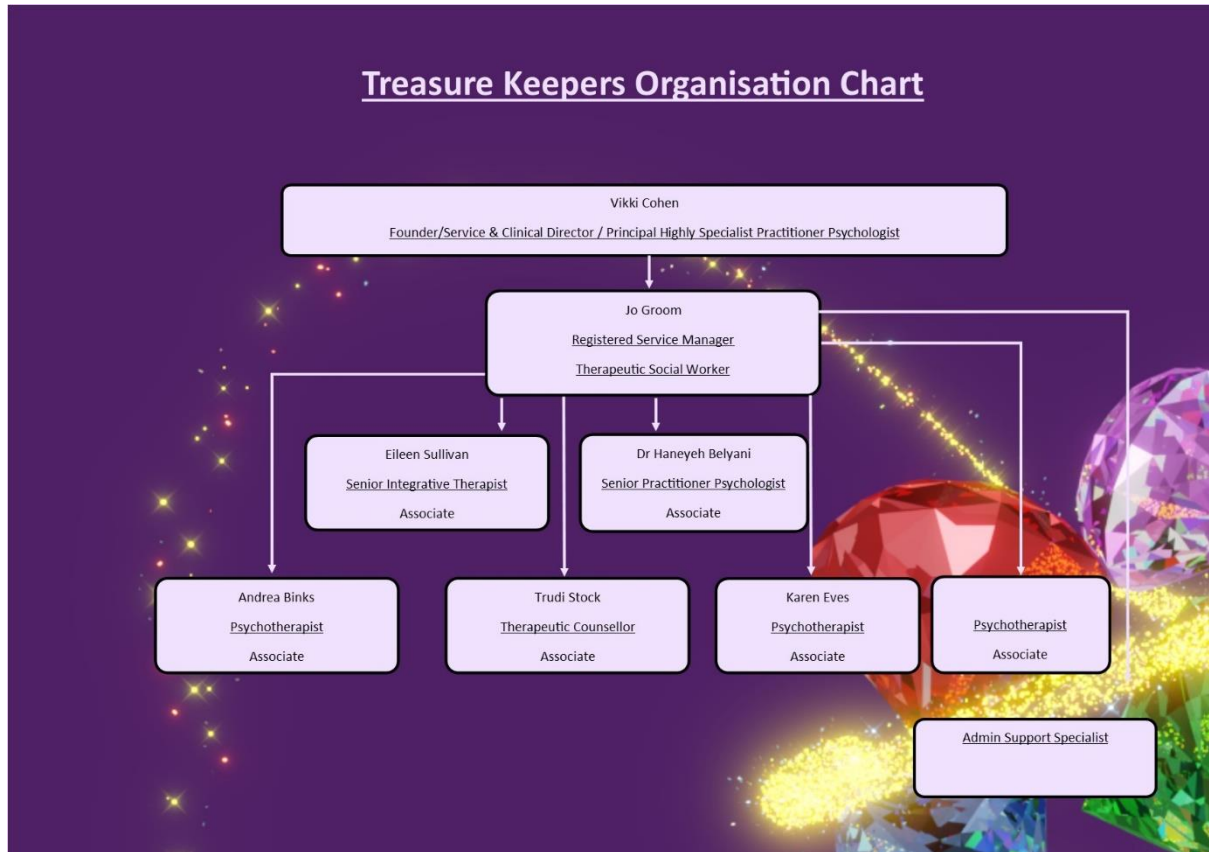 Treasure Keepers Organisation Chart
Vikki Cohen
Founder/Service & Clinical Director / Principal Highly Specialist Practitioner Psychologist
Jo Groom
Registered Service Manager
Therapeutic Social Worker
Eileen Sullivan
Senior Integrative Therapist
Associate
Dr Haneyeh Belyani
Senior Practitioner Psychologist
Associate
Andrea Binks
Psychotherapist
Associate
Trudi Stock
Therapeutic Counsellor
Associate
Karen Eves
Psychotherapist
Associate
Psychotherapist
Associate
Admin Support Specialist